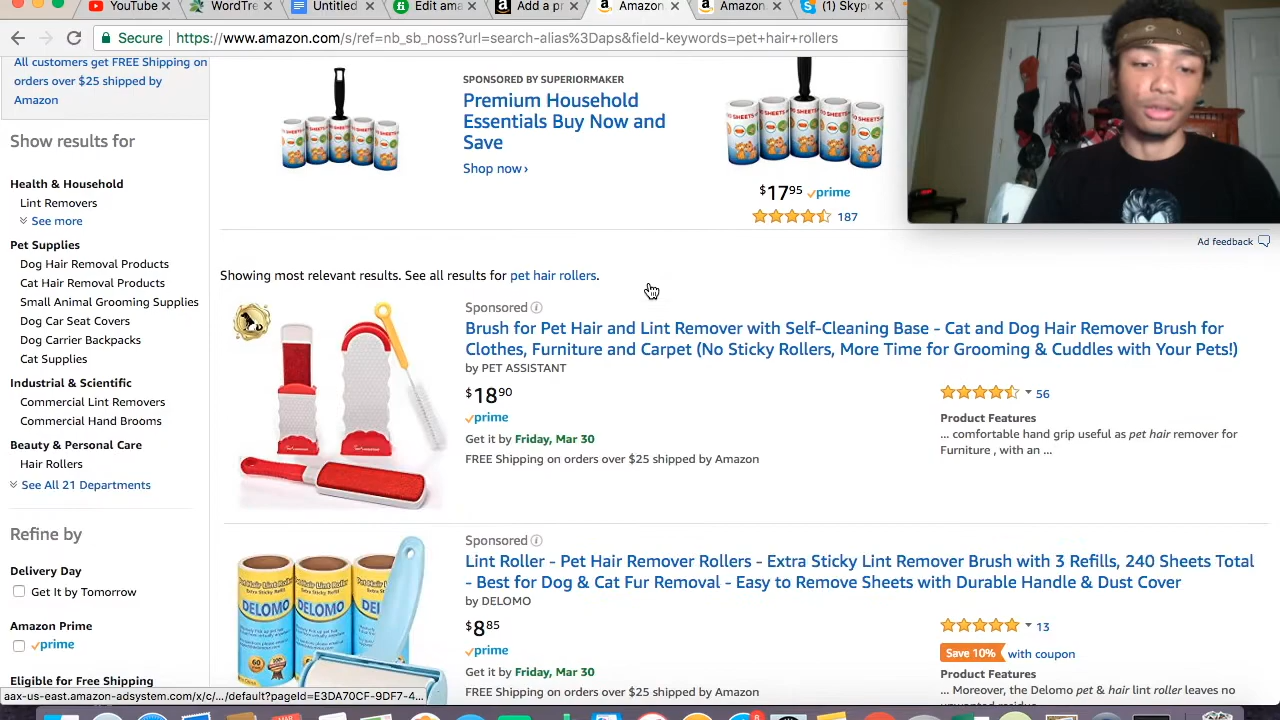 YouTube
WordTre
Untitled
Edit ama
Add a p
Amazon
Amazon.
(1) Skyp
Secure
https://www.amazon.com/s/ref=nb_sb_noss?url=search-alias%3Daps&field-keywords=pet+hair+rollers
All customers get FREE Shipping on
orders over $25 shipped by
Amazon
Show results for
Health & Household
Lint Removers
See more
Pet Supplies
Dog Hair Removal Products
Cat Hair Removal Products
Small Animal Grooming Supplies
Dog Car Seat Covers
Dog Carrier Backpacks
Cat Supplies
Industrial & Scientific
Commercial Lint Removers
Commercial Hand Brooms
Beauty & Personal Care
Hair Rollers
See All 21 Departments
Refine by
Delivery Day
Get It by Tomorrow
Amazon Prime
prime
Eligible for Free Shipping
aax-us-east.amazon-adsystem.com/x/c/.../default?pageId=E3DA70CF-9DF7-4...
SPONSORED BY SUPERIORMAKER
Premium Household
Essentials Buy Now and
Save
Shop now ›
$17 95 prime
187
Ad feedback
Showing most relevant results. See all results for pet hair rollers.
Sponsored
Brush for Pet Hair and Lint Remover with Self-Cleaning Base - Cat and Dog Hair Remover Brush for
Clothes, Furniture and Carpet (No Sticky Rollers, More Time for Grooming & Cuddles with Your Pets!)
by PET ASSISTANT
$18 90
prime
Get it by Friday, Mar 30
FREE Shipping on orders over $25 shipped by Amazon
56
Product Features
... comfortable hand grip useful as pet hair remover for
Furniture , with an ...
Sponsored
Lint Roller - Pet Hair Remover Rollers - Extra Sticky Lint Remover Brush with 3 Refills, 240 Sheets Total
- Best for Dog & Cat Fur Removal - Easy to Remove Sheets with Durable Handle & Dust Cover
by DELOMO
$8 85
prime
Get it by Friday, Mar 30
FREE Shipping on orders over $25 shipped by Amazon
13
Save 10% with coupon
Product Features
... Moreover, the Delomo pet & hair lint roller leaves no
DELOMO
DELOMO